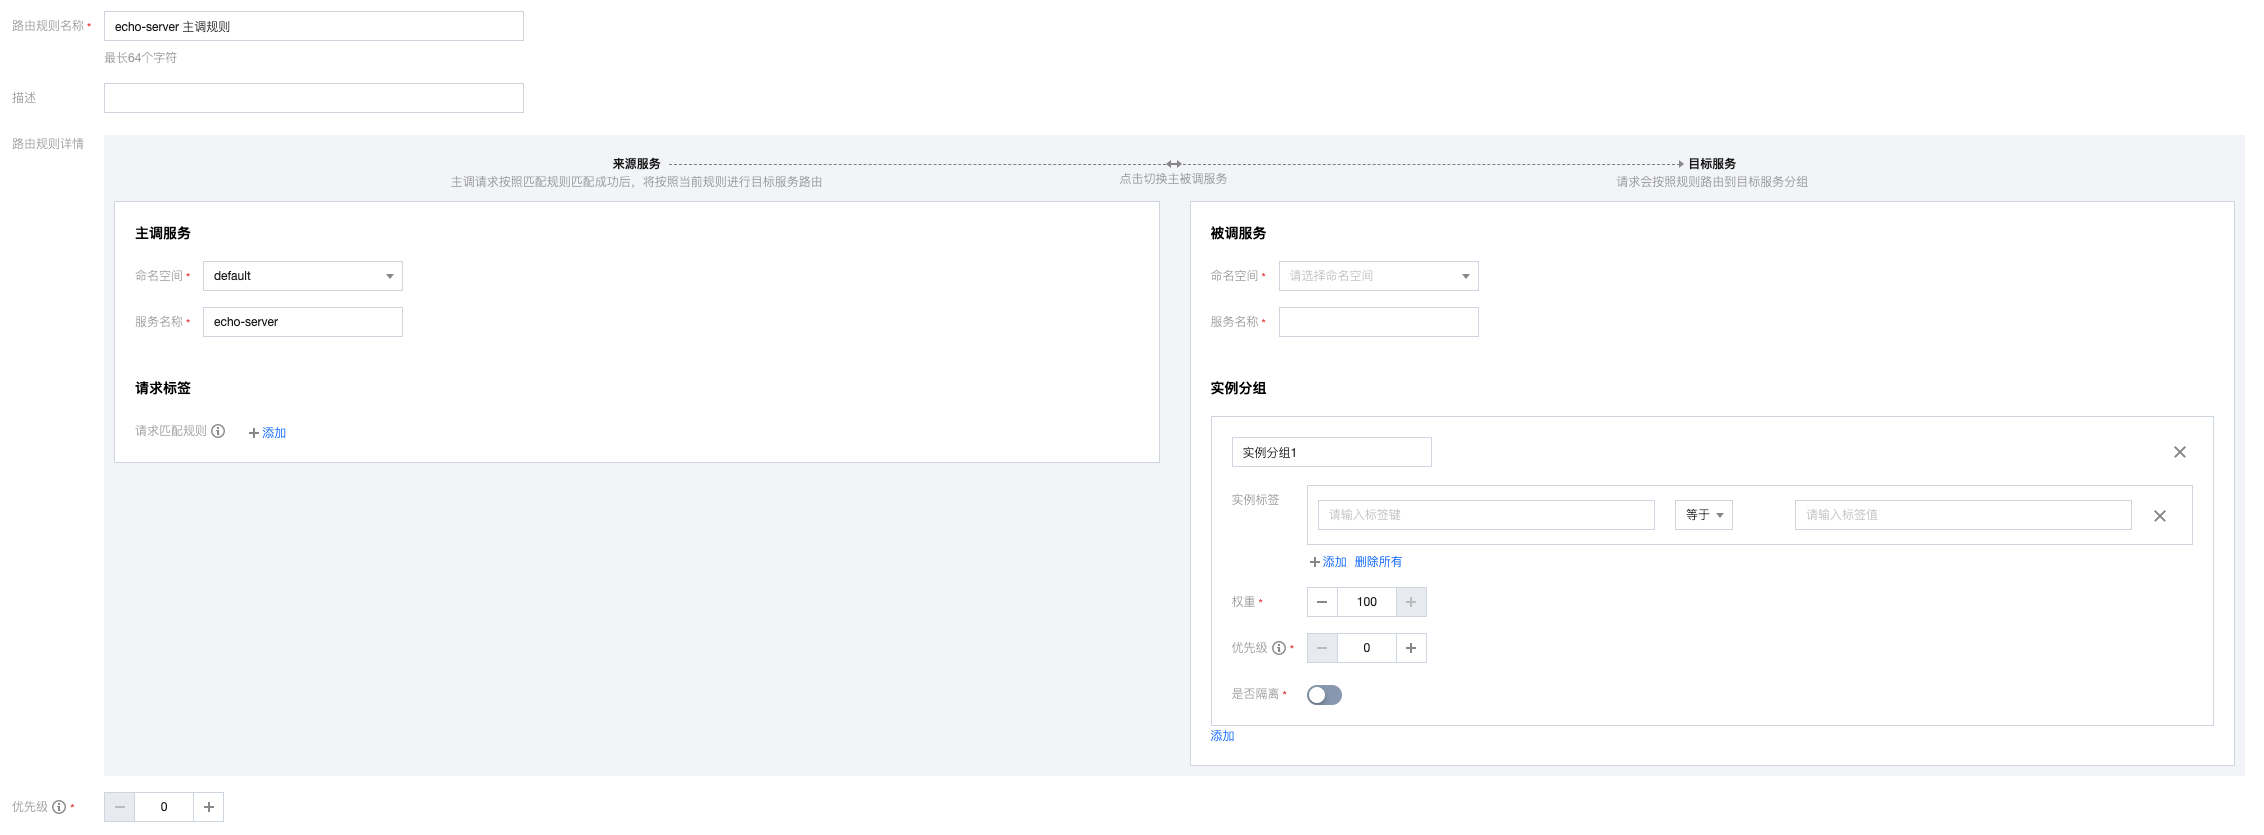 路由规则名称 *
echo-server 主调规则
最长64个字符
描述
路由规则详情
来源服务
主调请求按照匹配规则匹配成功后，将按照当前规则进行目标服务路由
点击切换主被调服务
目标服务
请求会按照规则路由到目标服务分组
主调服务
命名空间 * default
服务名称 * echo-server
请求标签
请求匹配规则 添加
被调服务
命名空间 * 请选择命名空间
服务名称 *
实例分组
实例分组1
实例标签 请输入标签键 等于 请输入标签值
添加 删除所有
权重 * 100
优先级 * 0
是否隔离 *
添加
优先级 * 0